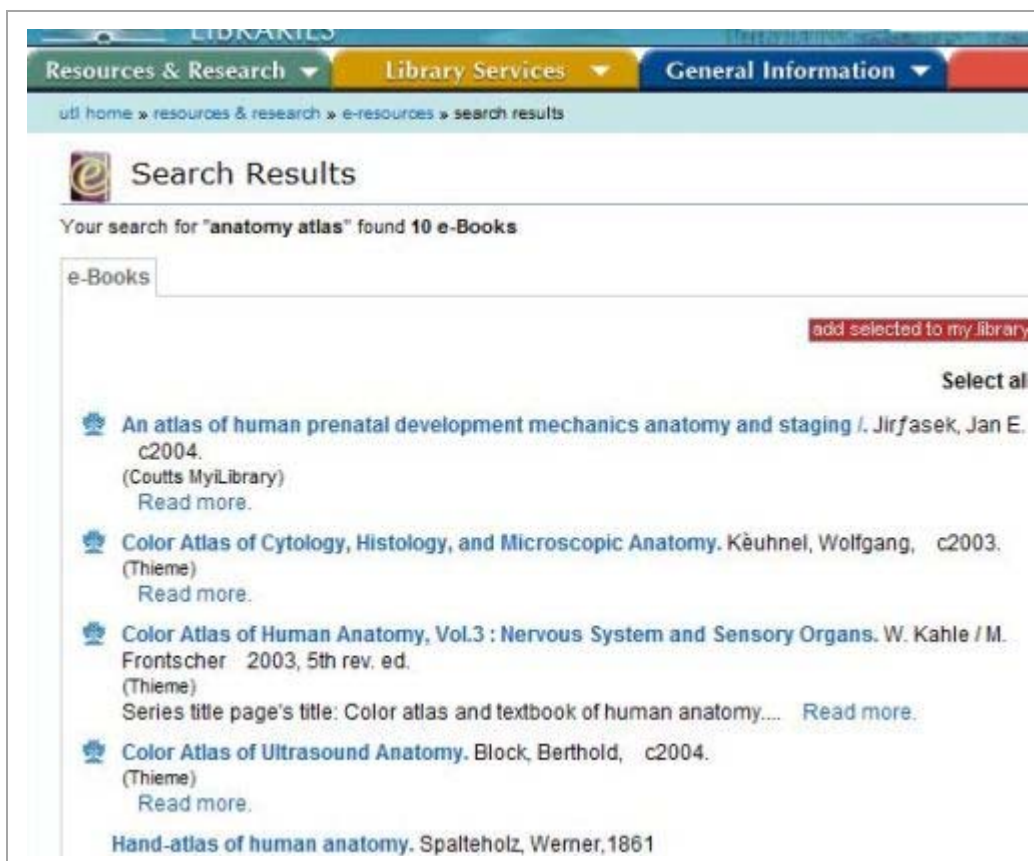 LIBRARIES
Resources & Research Library Services General Information
utl home » resources & research » e-resources » search results
e Search Results
Your search for "anatomy atlas" found 10 e-Books
e-Books
add selected to my.library
Select all
An atlas of human prenatal development mechanics anatomy and staging /. Jirƒasek, Jan E.
c2004.
(Coutts MyiLibrary)
Read more.
Color Atlas of Cytology, Histology, and Microscopic Anatomy. Kèuhnel, Wolfgang, c2003.
(Thieme)
Read more.
Color Atlas of Human Anatomy, Vol.3 : Nervous System and Sensory Organs. W. Kahle / M.
Frontscher 2003, 5th rev. ed.
(Thieme)
Series title page's title: Color atlas and textbook of human anatomy.... Read more.
Color Atlas of Ultrasound Anatomy. Block, Berthold, c2004.
(Thieme)
Read more.
Hand-atlas of human anatomy. Spalteholz, Werner,1861